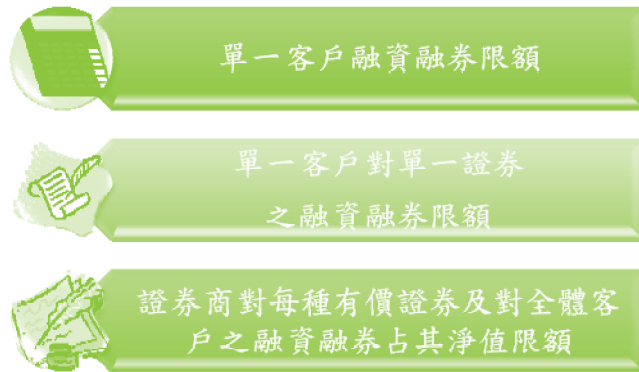 單一客戶融資融券限額
單一客戶對單一證券
之融資融券限額
證券商對每種有價證券及對全體客
戶之融資融券占其淨值限額